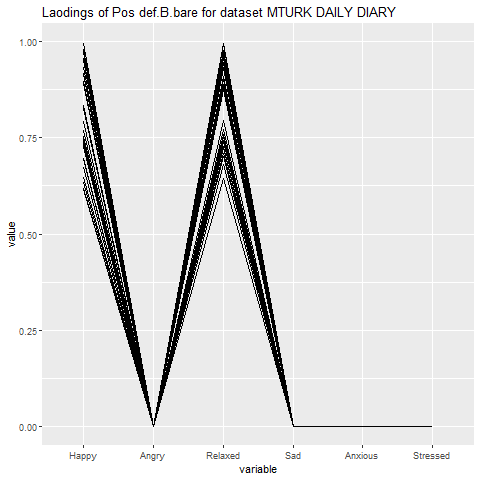 Laodings of Pos def.B.bare for dataset MTURK DAILY DIARY
1.00
0.75
0.50
0.25
0.00
value
Happy Angry Relaxed Sad Anxious Stressed
variable